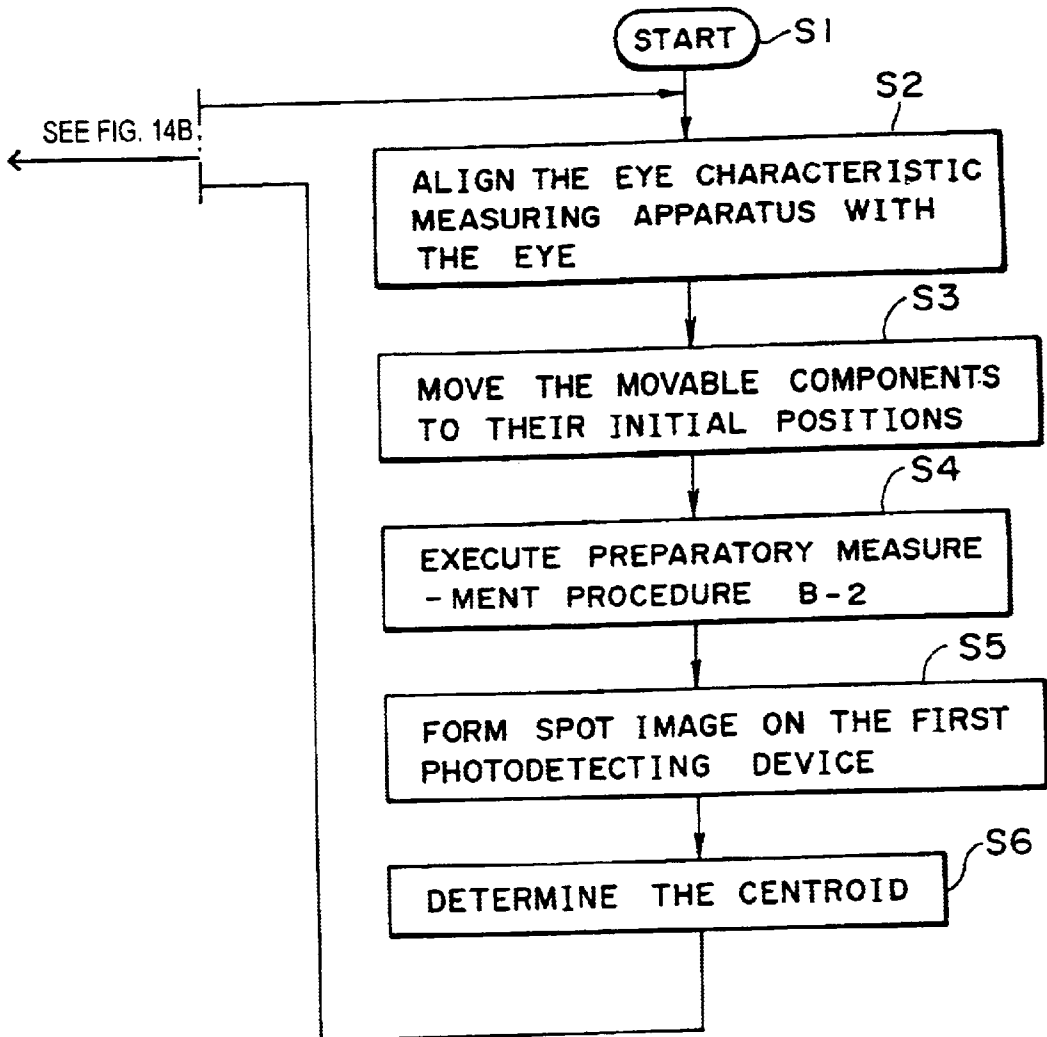 START
S1
SEE FIG. 14B
S2
ALIGN THE EYE CHARACTERISTIC
MEASURING APPARATUS WITH
THE EYE
S3
MOVE THE MOVABLE COMPONENTS
TO THEIR INITIAL POSITIONS
S4
EXECUTE PREPARATORY MEASURE
-MENT PROCEDURE B-2
S5
FORM SPOT IMAGE ON THE FIRST
PHOTODETECTING DEVICE
S6
DETERMINE THE CENTROID